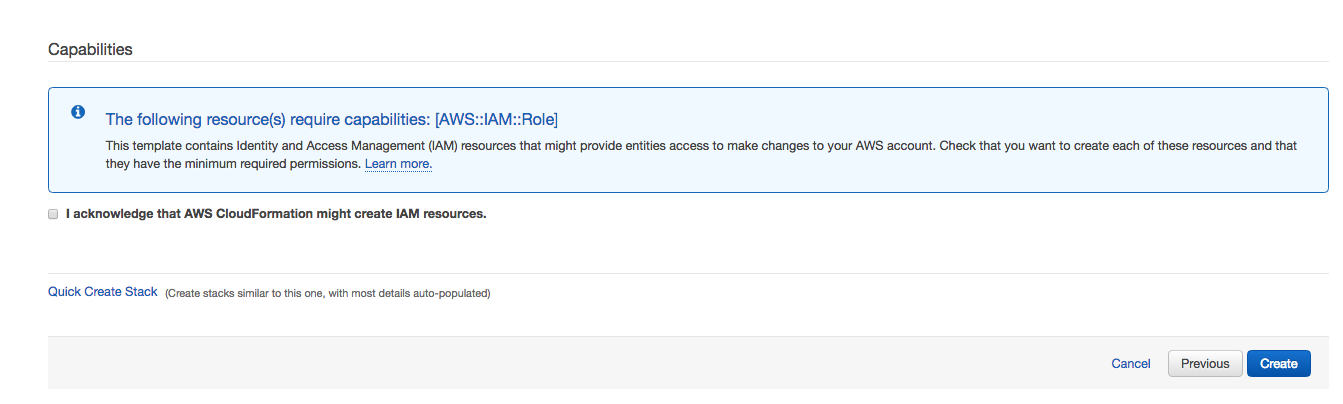 Capabilities
The following resource(s) require capabilities: [AWS::IAM::Role]
This template contains Identity and Access Management (IAM) resources that might provide entities access to make changes to your AWS account. Check that you want to create each of these resources and that
they have the minimum required permissions. Learn more.
I acknowledge that AWS CloudFormation might create IAM resources.
Quick Create Stack (Create stacks similar to this one, with most details auto-populated)
Cancel Previous Create